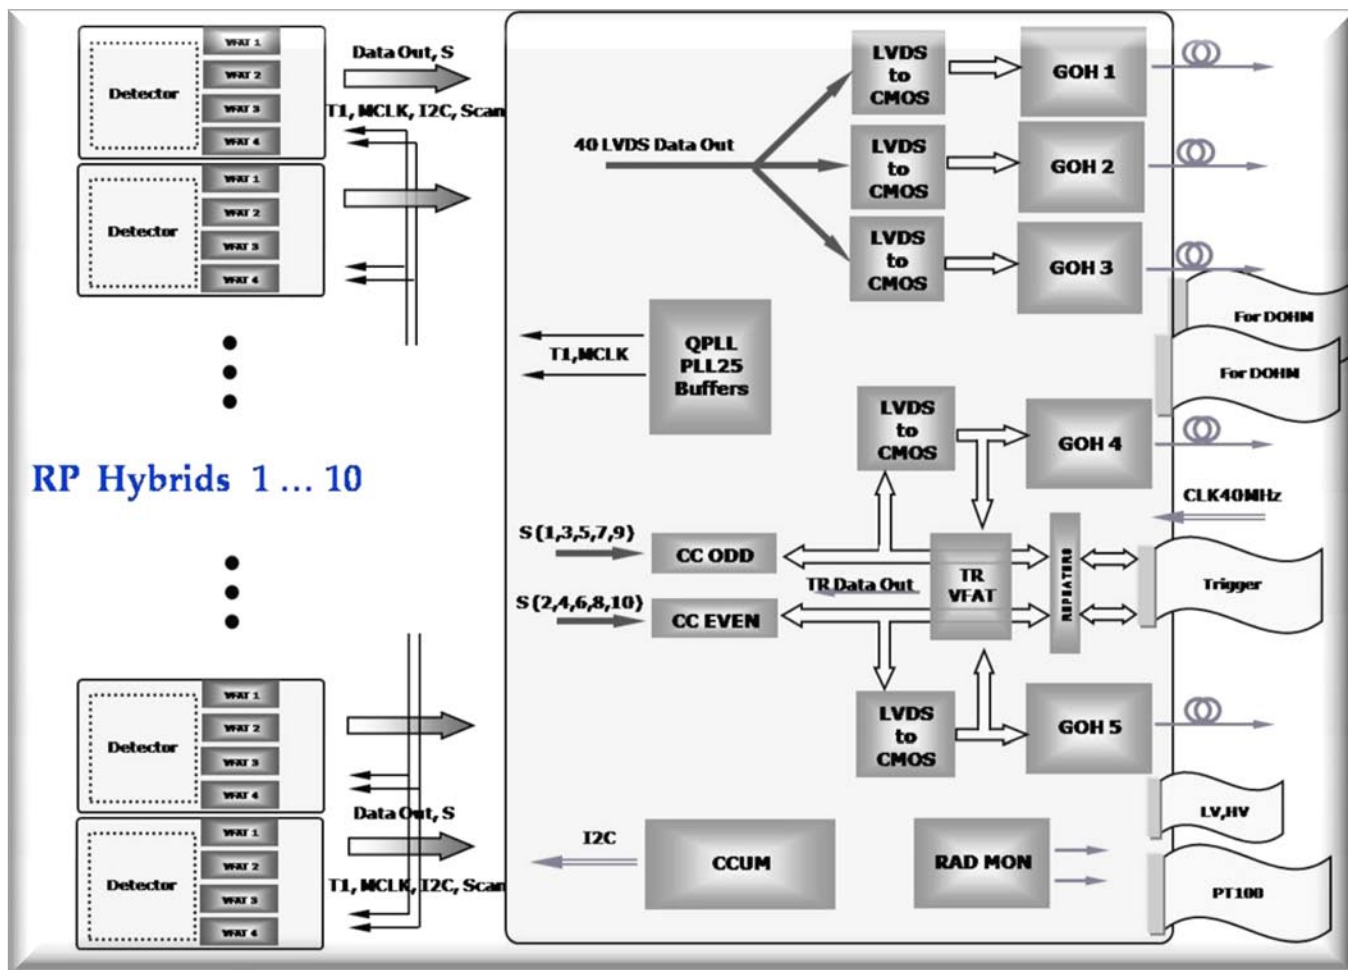 Detector
VFAT 1
VFAT 2
VFAT 3
VFAT 4
Data Out, S
T1, MCLK, I2C, Scan
Detector
VFAT 1
VFAT 2
VFAT 3
VFAT 4
RP Hybrids 1 ... 10
Detector
VFAT 1
VFAT 2
VFAT 3
VFAT 4
Data Out, S
Detector
VFAT 1
VFAT 2
VFAT 3
VFAT 4
T1, MCLK, I2C, Scan
40 LVDS Data Out
LVDS
to
CMOS
GOH 1
LVDS
to
CMOS
GOH 2
LVDS
to
CMOS
GOH 3
For DOHM
For DOHM
T1,MCLK
QPLL
PLL25
Buffers
LVDS
to
CMOS
GOH 4
CLK40MHz
S (1,3,5,7,9)
CC ODD
TR Data Out
TR
VFAT
REPEATERS
Trigger
S (2,4,6,8,10)
CC EVEN
LVDS
to
CMOS
GOH 5
LV,HV
I2C
CCUM
RAD MON
PT100